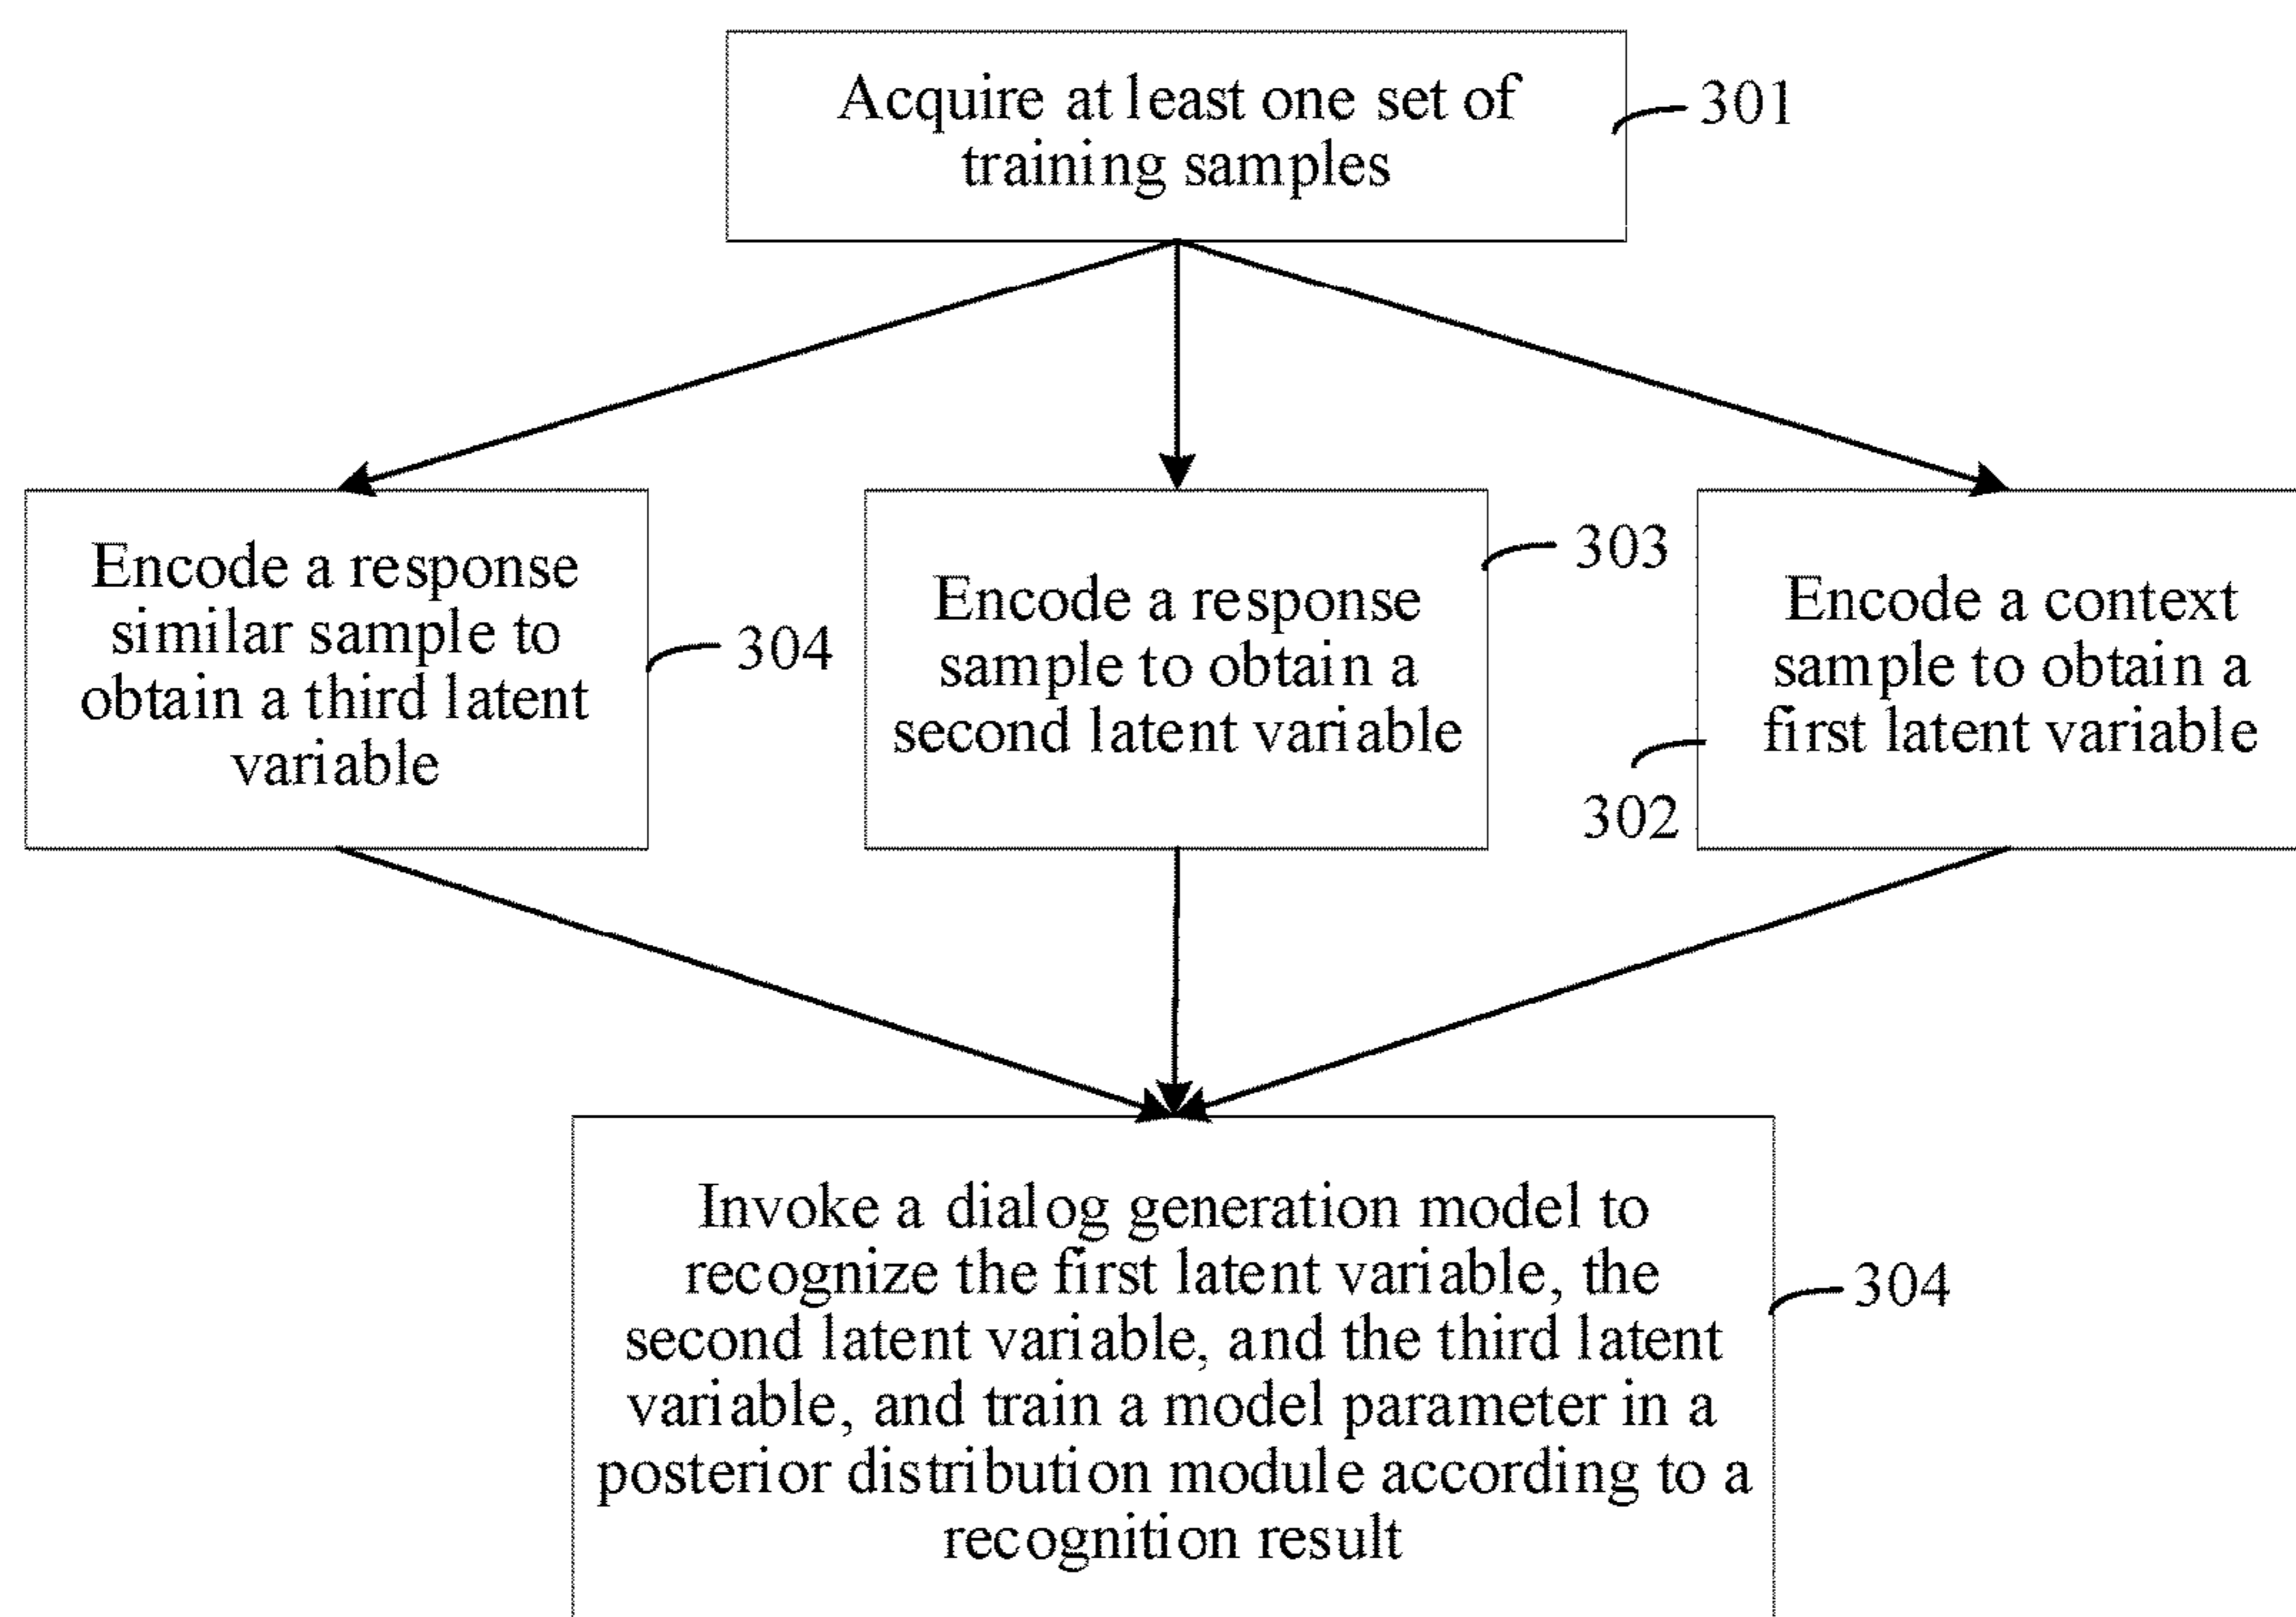 Acquire at least one set of
training samples
301
Encode a response
similar sample to
obtain a third latent
variable
304
Encode a response
sample to obtain a
second latent variable
303
Encode a context
sample to obtain a
first latent variable
302
Invoke a dialog generation model to
recognize the first latent variable, the
second latent variable, and the third latent
variable, and train a model parameter in a
posterior distribution module according to a
recognition result
304